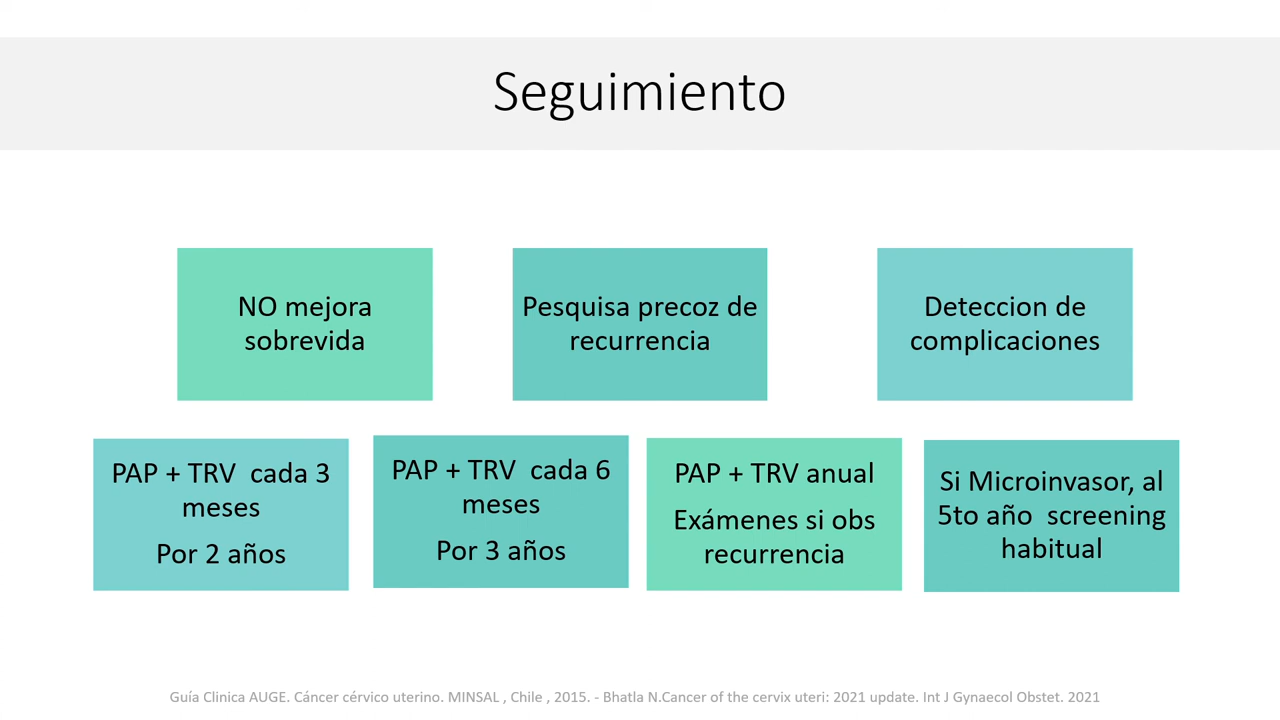 Seguimiento
NO mejora
sobrevida
Pesquisa precoz de
recurrencia
Deteccion de
complicaciones
PAP + TRV cada 3
meses
Por 2 años
PAP + TRV cada 6
meses
Por 3 años
PAP + TRV anual
Exámenes si obs
recurrencia
Si Microinvasor, al
5to año screening
habitual
Guía Clinica AUGE. Cáncer cérvico uterino. MINSAL , Chile , 2015. - Bhatla N.Cancer of the cervix uteri: 2021 update. Int J Gynaecol Obstet. 2021